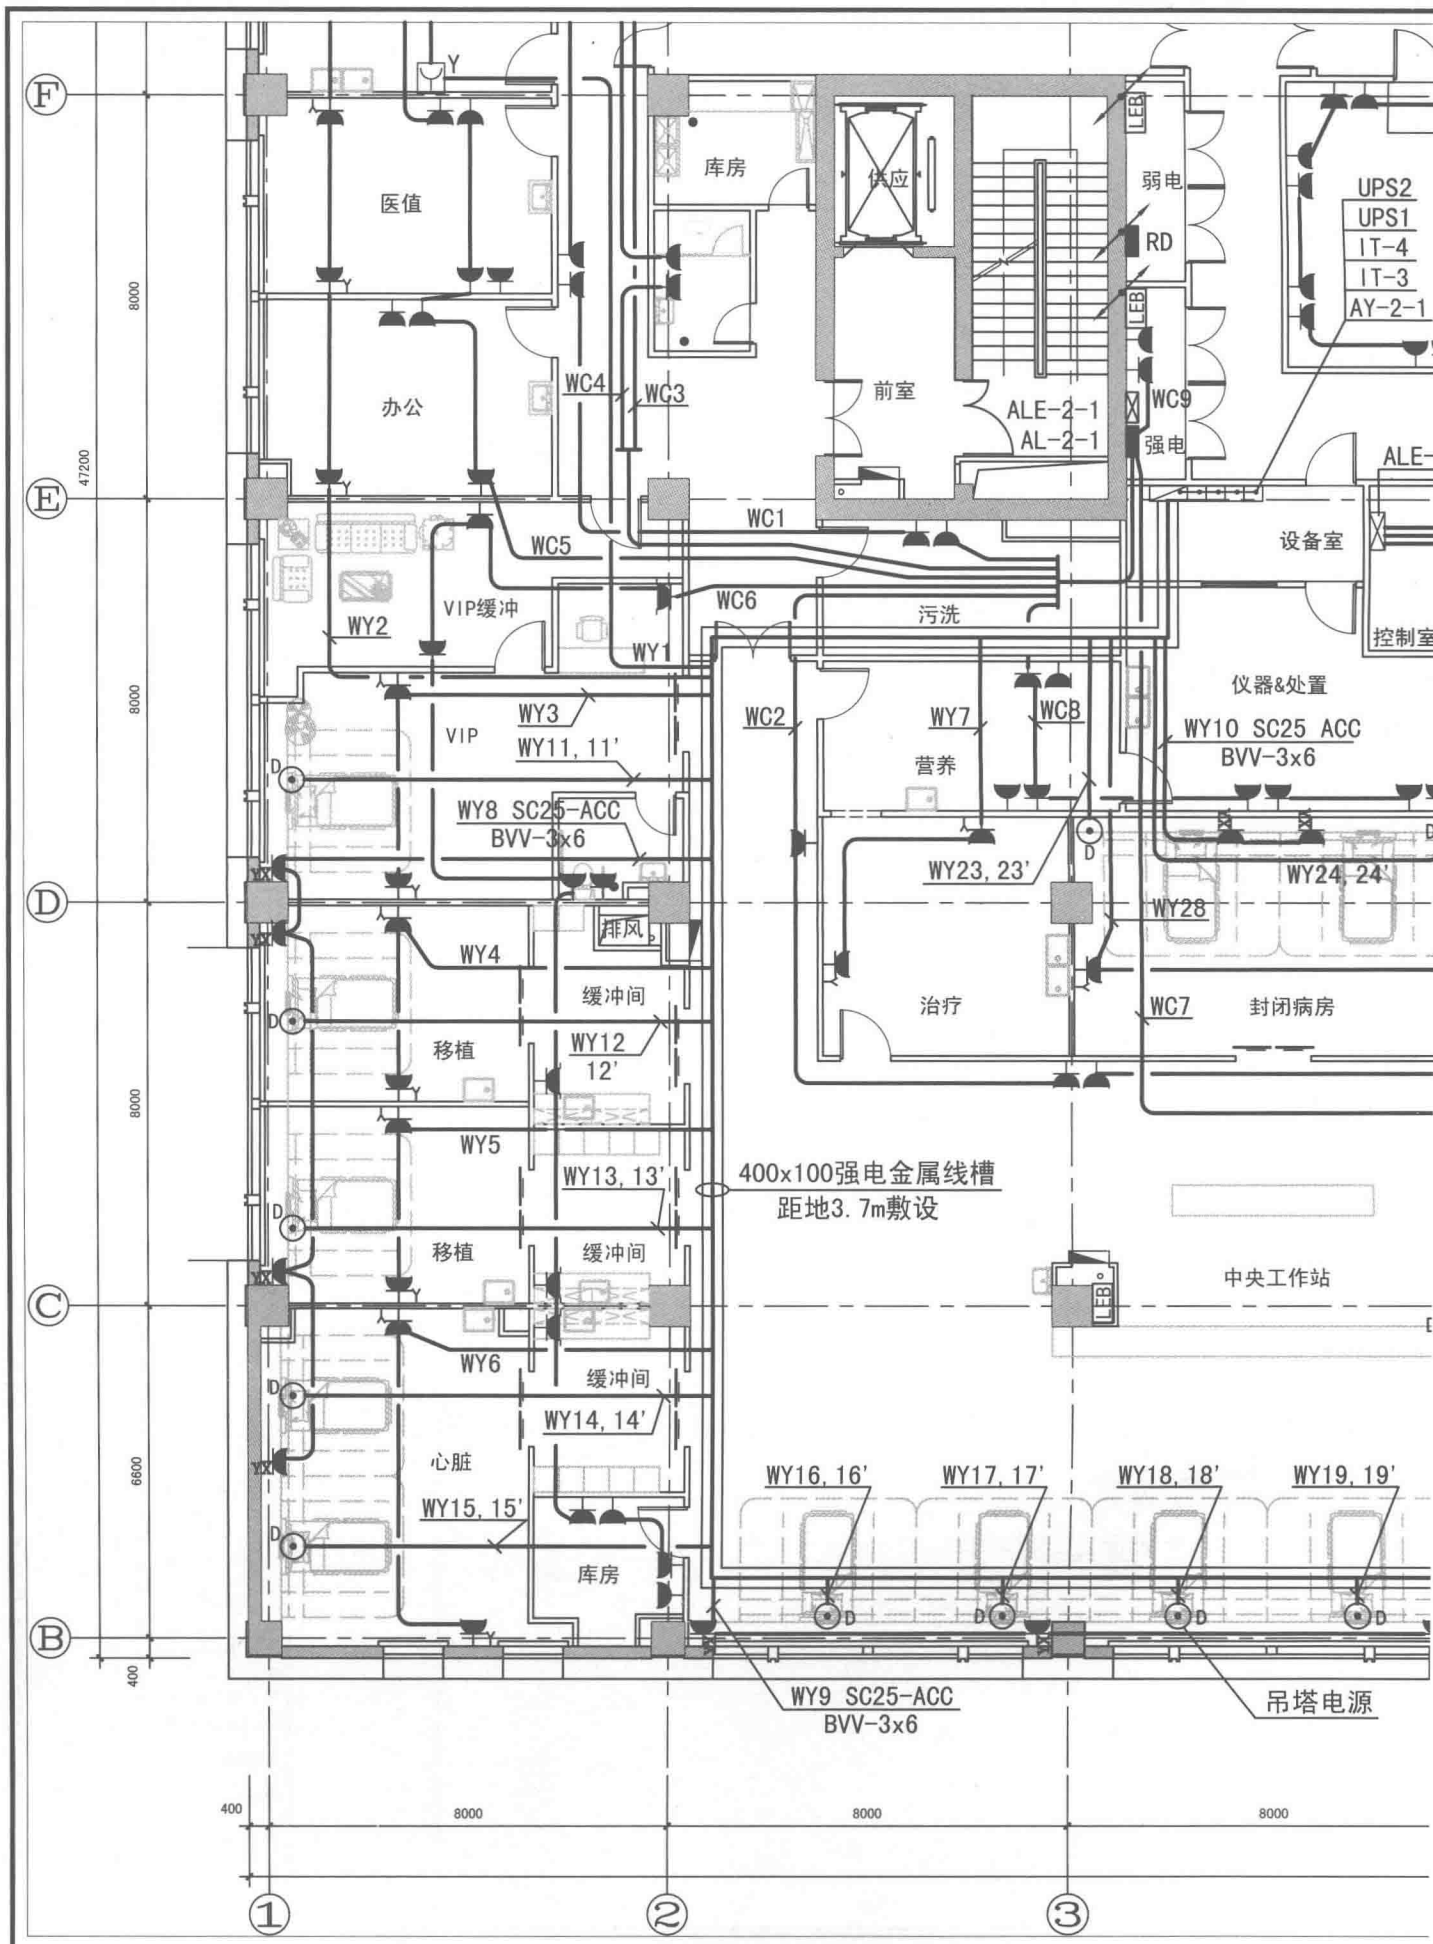 F
Y
Y
LEB
库房
供应
弱电
UPS2
医值
UPS1
RD
IT-4
IT-3
8000
Y
LEB
AY-2-1
WC4
WC3
前室
WC9
办公
ALE-2-1
AL-2-1
强电
47200
ALE-
Y
E
WC1
WC5
设备室
WC6
VIP缓冲
污洗
WY2
控制室
WY1
Y
仪器&处置
8000
WY3
WC2
WY7
WC8
VIP
WY10 SC25 ACC
WY11, 11'
BVV-3x6
D
营养
WY8 SC25-ACC
BVV-3x6
Y
YX
YX
D
D
YX
WY23, 23'
WY24, 24'
Y
D
Y
WY28
YX
排风
WY4
Y
Y
缓冲间
治疗
WC7
封闭病房
D
WY12
移植
12'
Y
8000
Y
WY5
400x100强电金属线槽
WY13, 13'
距地3.7m敷设
D
移植
缓冲间
YX
中央工作站
Y
C
LEB
Y
E
WY6
缓冲间
D
WY14, 14'
心脏
YX
6600
WY16, 16'
WY17, 17'
WY18, 18'
WY19, 19'
WY15, 15'
D
库房
D
D
D
D
B
Y
YX
YX
400
WY9 SC25-ACC
BVV-3x6
吊塔电源
400
8000
8000
8000
1
2
3